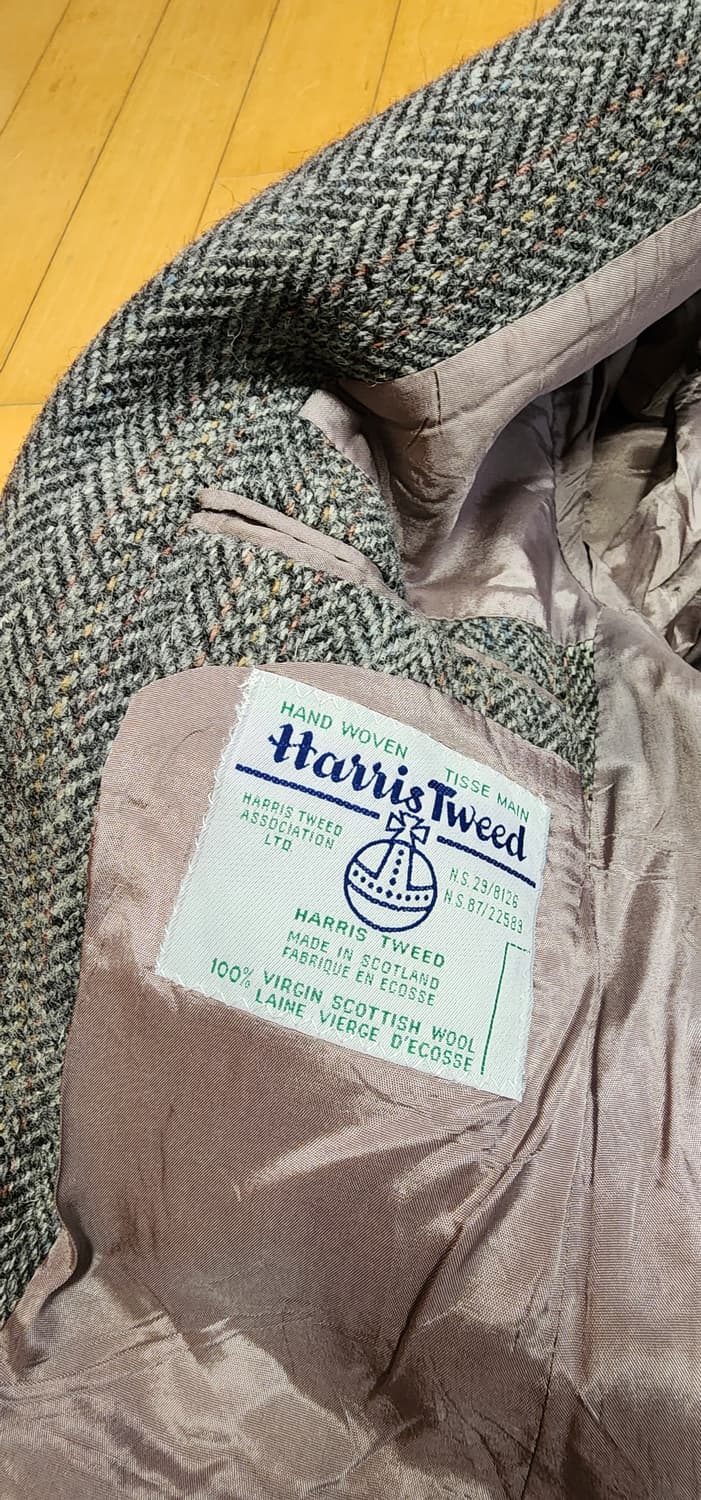 HAND WOVEN TISSE MAIN
Harris Tweed
HARRIS TWEED
ASSOCIATION
LTD.
N.S. 29/8126
N.S. 87/22589
HARRIS TWEED
MADE IN SCOTLAND
FABRIQUE EN ECOSSE
100% VIRGIN SCOTTISH WOOL
LAINE VIERGE D'ECOSSE